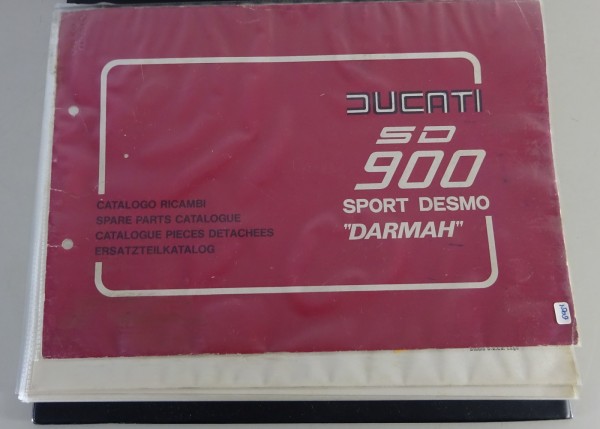 DUCATI
SD
900
SPORT DESMO
"DARMAH"
CATALOGO RICAMBI
SPARE PARTS CATALOGUE
CATALOGUE PIECES DETACHEES
ERSATZTEILKATALOG